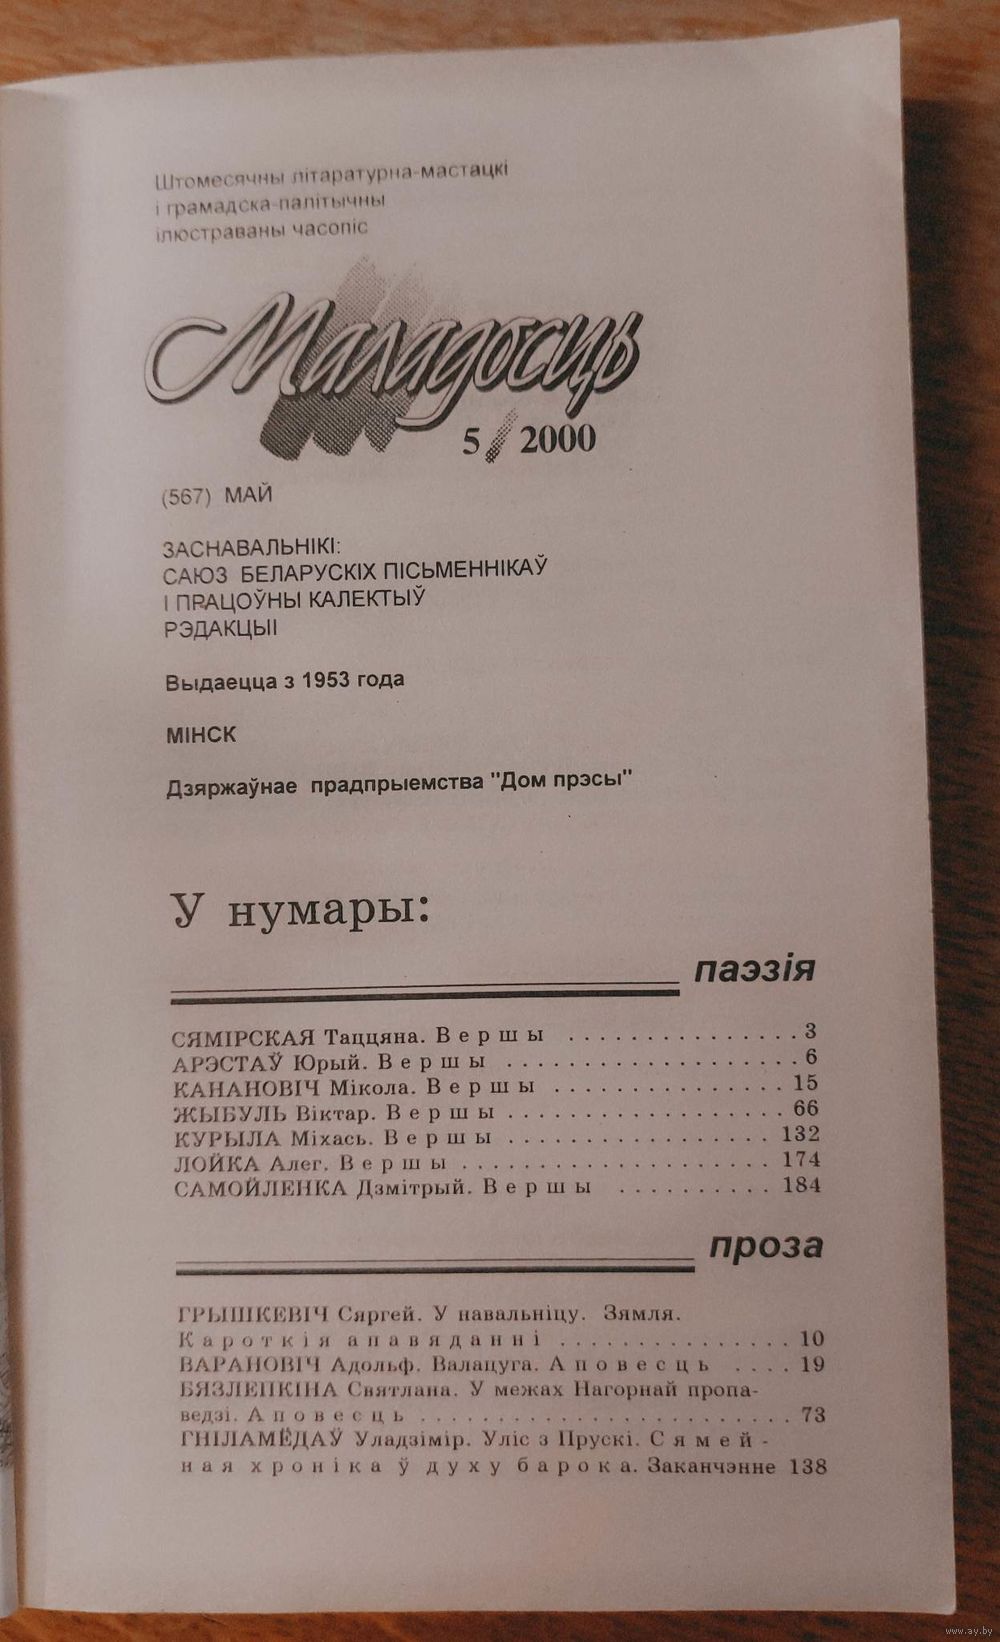 Штомесячны літаратурна-мастацкі
і грамадска-палітычны
ілюстраваны часопіс
Маладосць
5/2000
(567) МАЙ
ЗАСНАВАЛЬНІКІ:
САЮЗ БЕЛАРУСКІХ ПІСЬМЕННІКАЎ
І ПРАЦОЎНЫ КАЛЕКТЫЎ
РЭДАКЦЫІ
Выдаецца з 1953 года
МІНСК
Дзяржаўнае прадпрыемства "Дом прэсы"
У нумары:
паэзія
СЯМІРСКАЯ Таццяна. Вершы . . . . . . . . . . . . . . . 3
АРЭСТАЎ Юрый. Вершы . . . . . . . . . . . . . . . . . . . 6
КАНАНОВІЧ Мікола. Вершы . . . . . . . . . . . . . . . 15
ЖЫБУЛЬ Віктар. Вершы . . . . . . . . . . . . . . . . . . 66
КУРЫЛА Міхась. Вершы . . . . . . . . . . . . . . . . . 132
ЛОЙКА Алег. Вершы . . . . . . . . . . . . . . . . . . . . 174
САМОЙЛЕНКА Дзмітрый. Вершы . . . . . . . . . . 184
проза
ГРЫШКЕВІЧ Сяргей. У навальніцу. Зямля.
Кароткія апавяданні . . . . . . . . . . . . . . . 10
ВАРАНОВІЧ Адольф. Валацуга. Аповесць . . . . 19
БЯЗЛЕПКІНА Святлана. У межах Нагорнай пропа-
ведзі. Аповесць . . . . . . . . . . . . . . . . . . . . . . . . 73
ГНІЛАМЁДАЎ Уладзімір. Уліс з Прускі. Сямей-
ная хроніка ў духу барока. Заканчэнне 138
www.ay.by